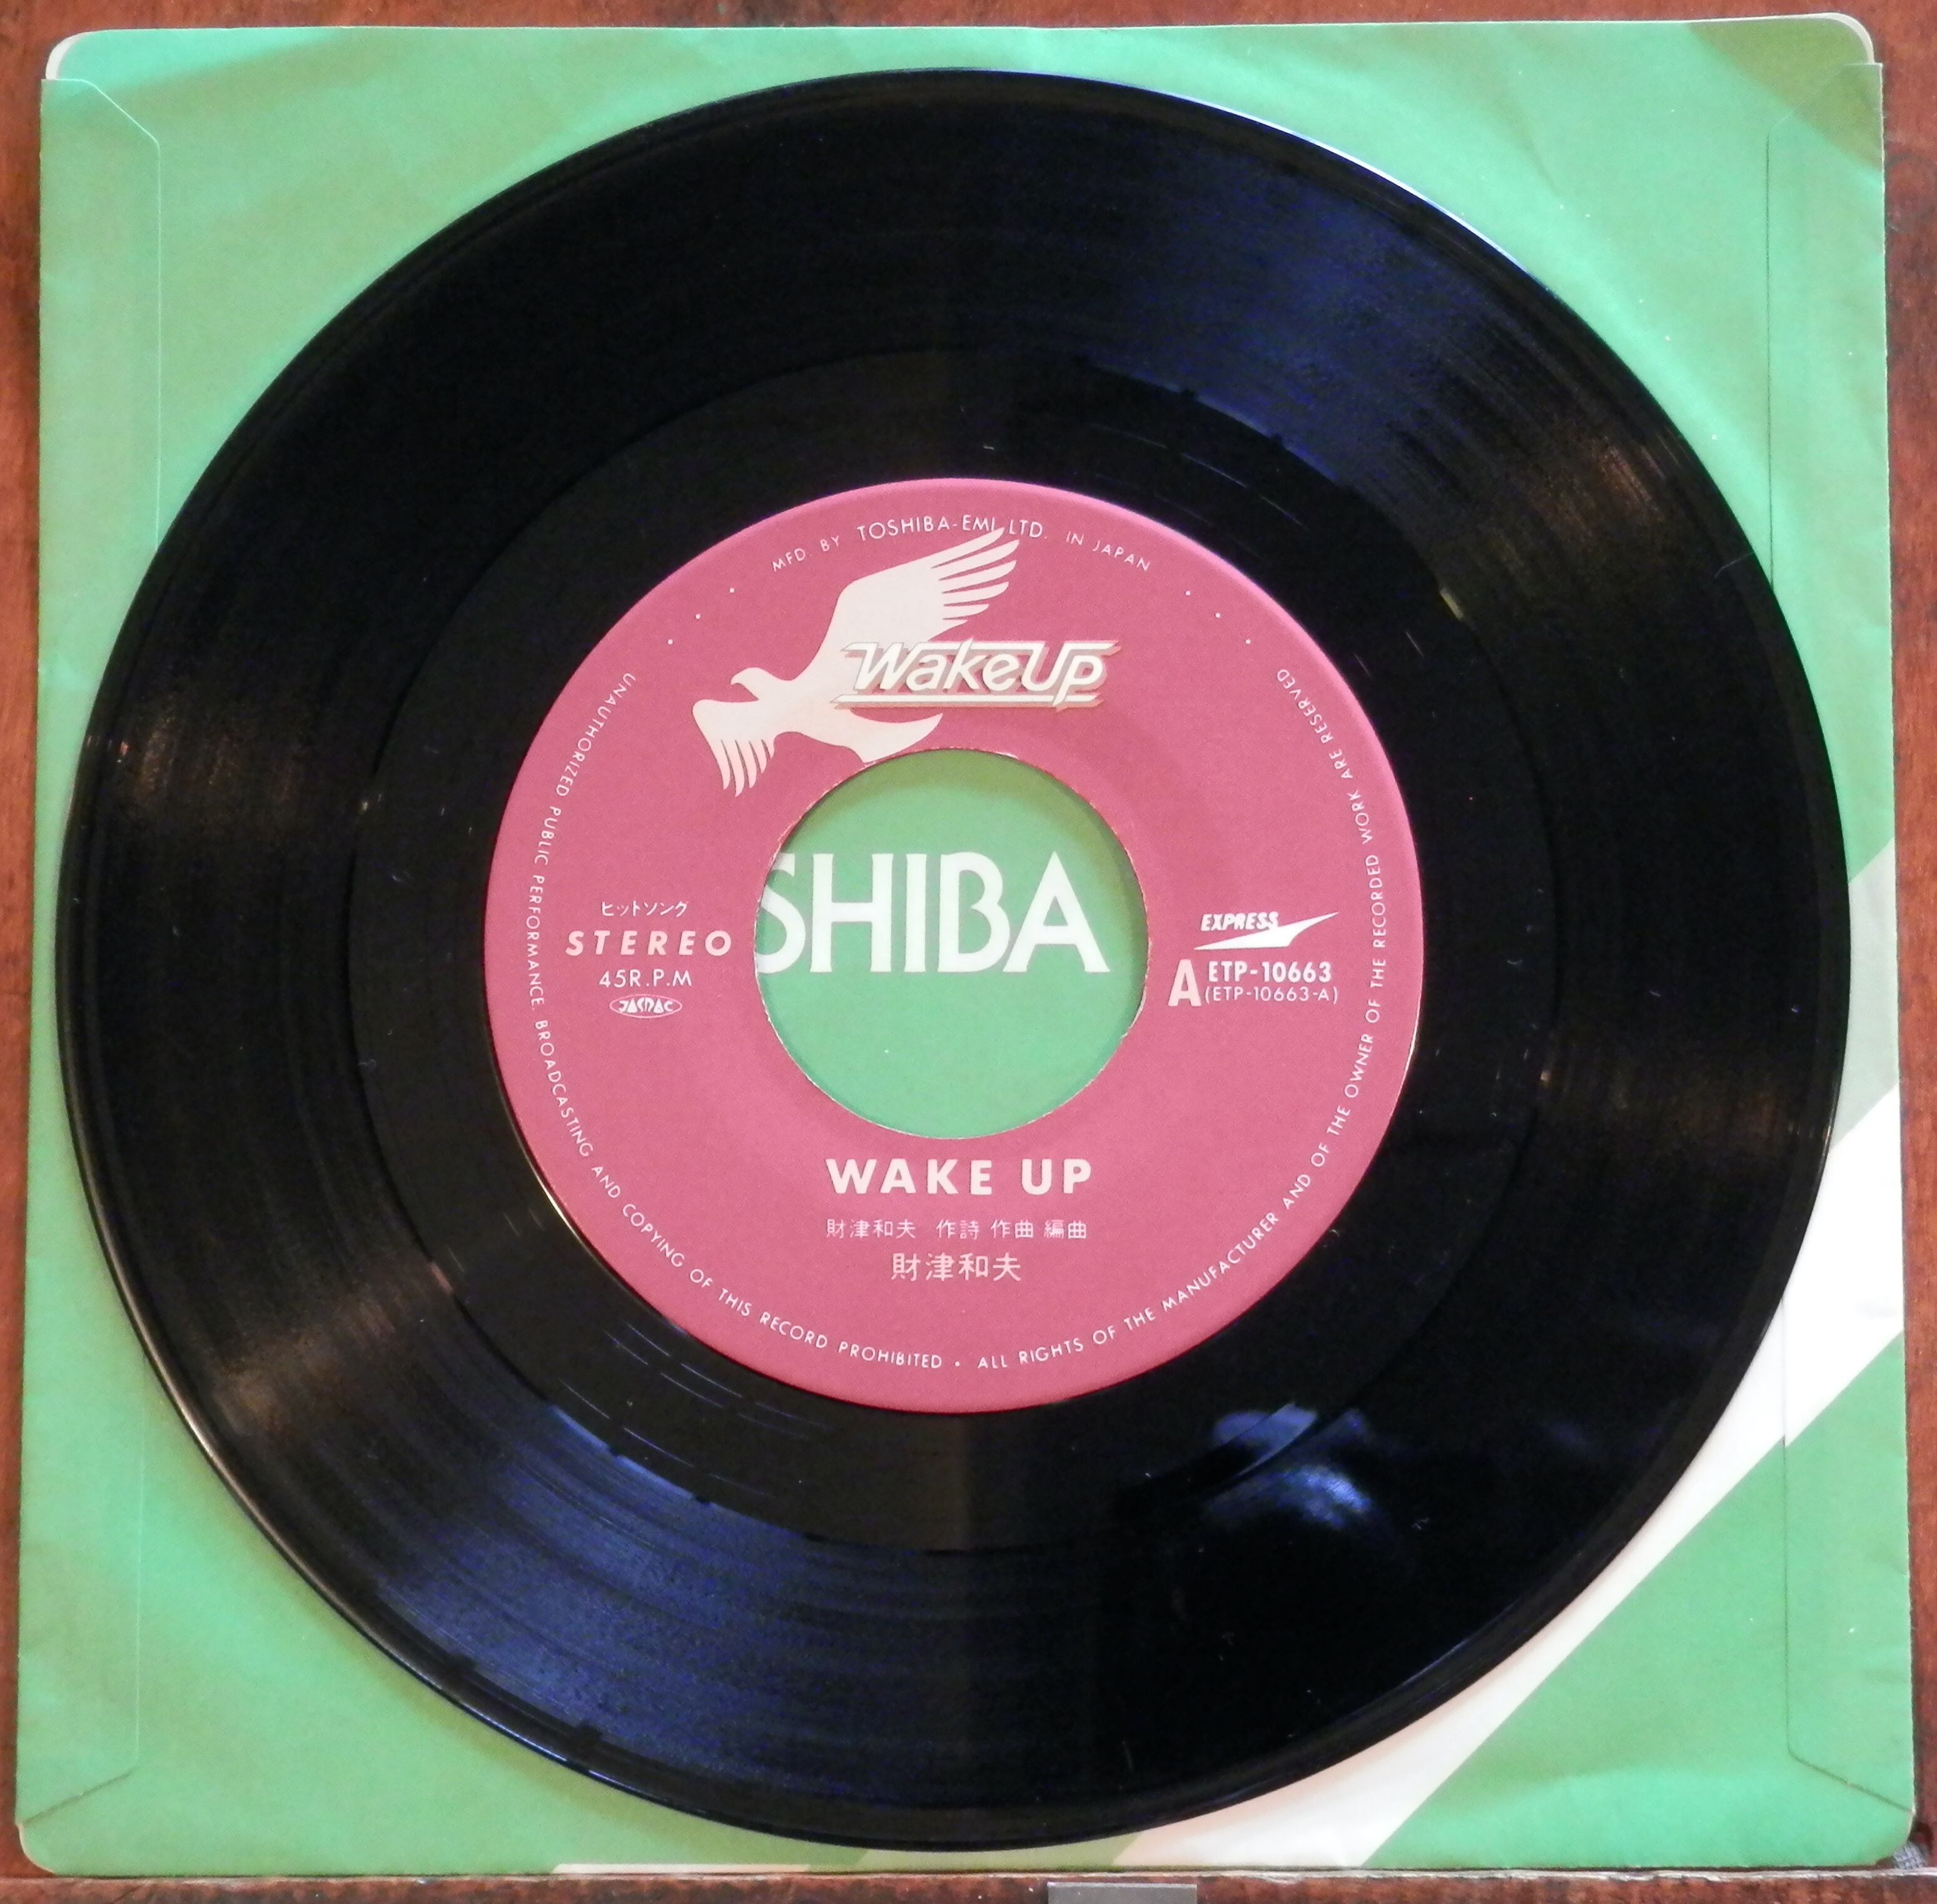 MFD. BY TOSHIBA-EMI LTD. IN JAPAN
WakeUp
SHIBA
ヒットソング
STEREO
45R.P.M
JASRAC
EXPRESS
A ETP-10663
(ETP-10663-A)
WAKE UP
財津和夫 作詩 作曲 編曲
財津和夫
UNAUTHORIZED PUBLIC PERFORMANCE. BROADCASTING AND COPYING OF THIS RECORD PROHIBITED • ALL RIGHTS OF THE MANUFACTURER AND OF THE OWNER OF THE RECORDED WORK ARE RESERVED